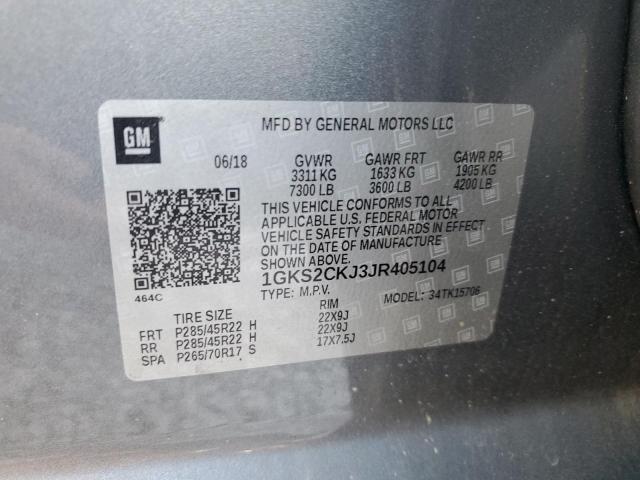 GM
MFD BY GENERAL MOTORS LLC
06/18 GVWR GAWR FRT GAWR RR
3311 KG 1633 KG 1905 KG
7300 LB 3600 LB 4200 LB
THIS VEHICLE CONFORMS TO ALL
APPLICABLE U.S. FEDERAL MOTOR
VEHICLE SAFETY STANDARDS IN EFFECT
ON THE DATE OF MANUFACTURE
SHOWN ABOVE.
1GKS2CKJ3JR405104
464C TYPE: M.P.V. MODEL: 34TK15706
TIRE SIZE RIM
FRT P285/45R22 H 22X9J
RR P285/45R22 H 22X9J
SPA P265/70R17 S 17X7.5J